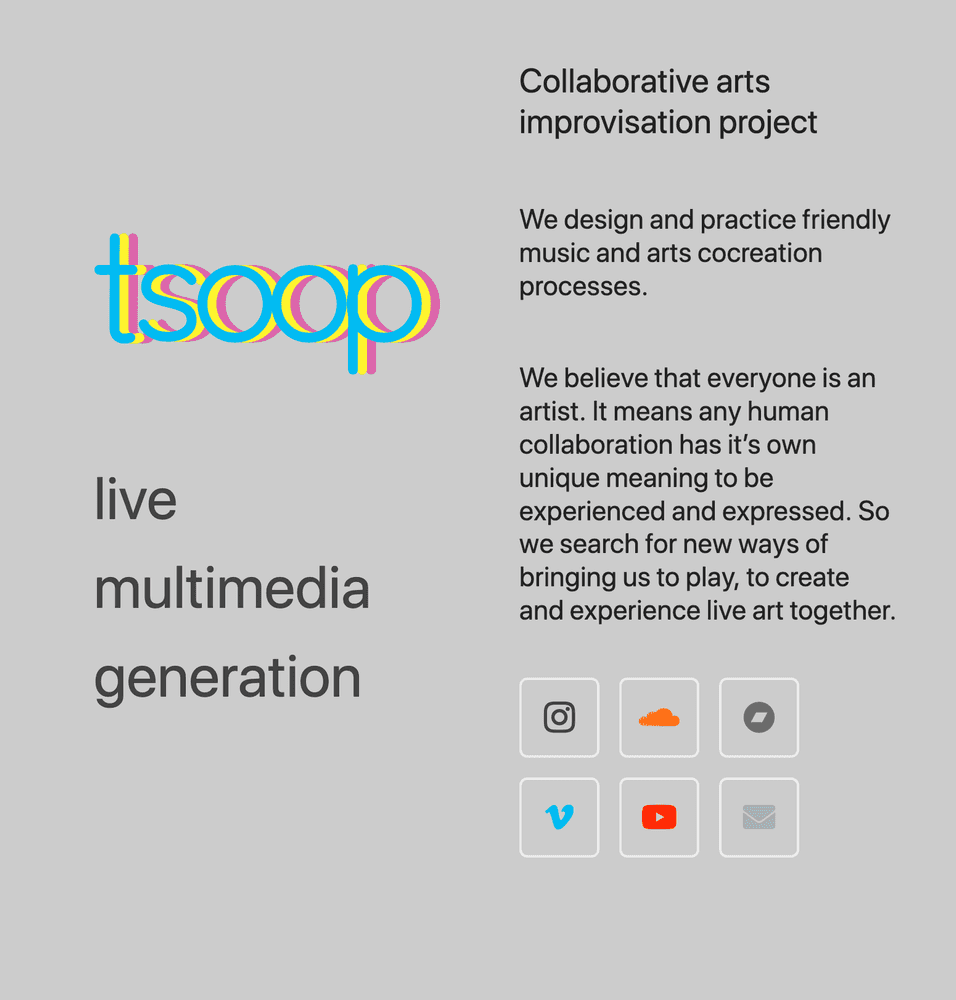 tsoop
live
multimedia
generation
Collaborative arts
improvisation project
We design and practice friendly
music and arts cocreation
processes.
We believe that everyone is an
artist. It means any human
collaboration has it’s own
unique meaning to be
experienced and expressed. So
we search for new ways of
bringing us to play, to create
and experience live art together.